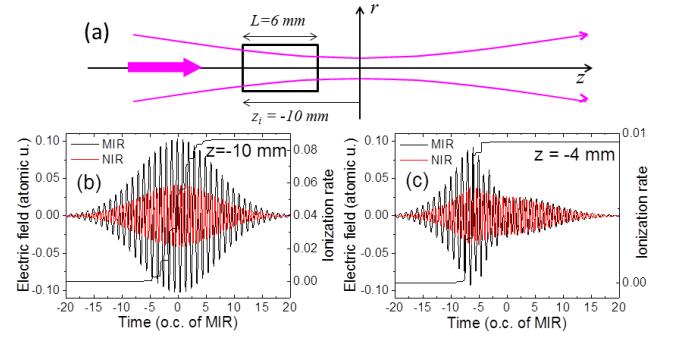 (a)
L=6 mm
r
z
z_i = -10 mm
MIR
NIR
z=-10 mm
(b)
Electric field (atomic u.)
0.10
0.05
0.00
-0.05
-0.10
0.08
0.06
0.04
0.02
0.00
Ionization rate
-20 -15 -10 -5 0 5 10 15 20
Time (o.c. of MIR)
MIR
NIR
z = -4 mm
(c)
Electric field (atomic u.)
0.10
0.05
0.00
-0.05
-0.10
0.01
0.00
Ionization rate
-20 -15 -10 -5 0 5 10 15 20
Time (o.c. of MIR)